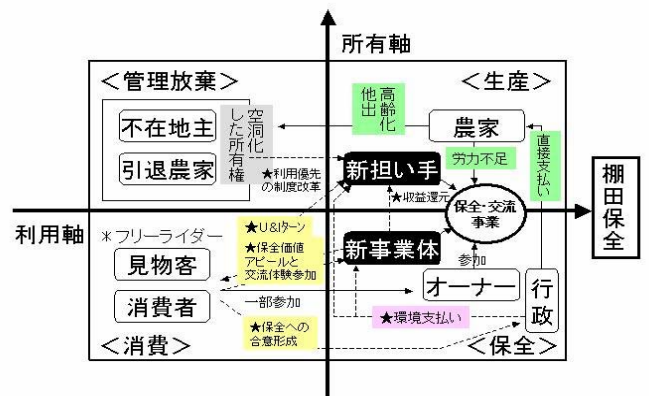 所有軸
＜管理放棄＞
＜生産＞
不在地主
引退農家
空洞化
した所有権
高齢化
他出
農家
直接支払い
労力不足
新担い手
★利用優先
の制度改革
★収益還元
保全・交流
事業
棚田保全
利用軸
＊フリーライダー
★U&Iターン
見物客
★保全価値
アピールと
交流体験参加
新事業体
参加
消費者
一部参加
オーナー
行政
★環境支払い
★保全への
合意形成
＜消費＞
＜保全＞